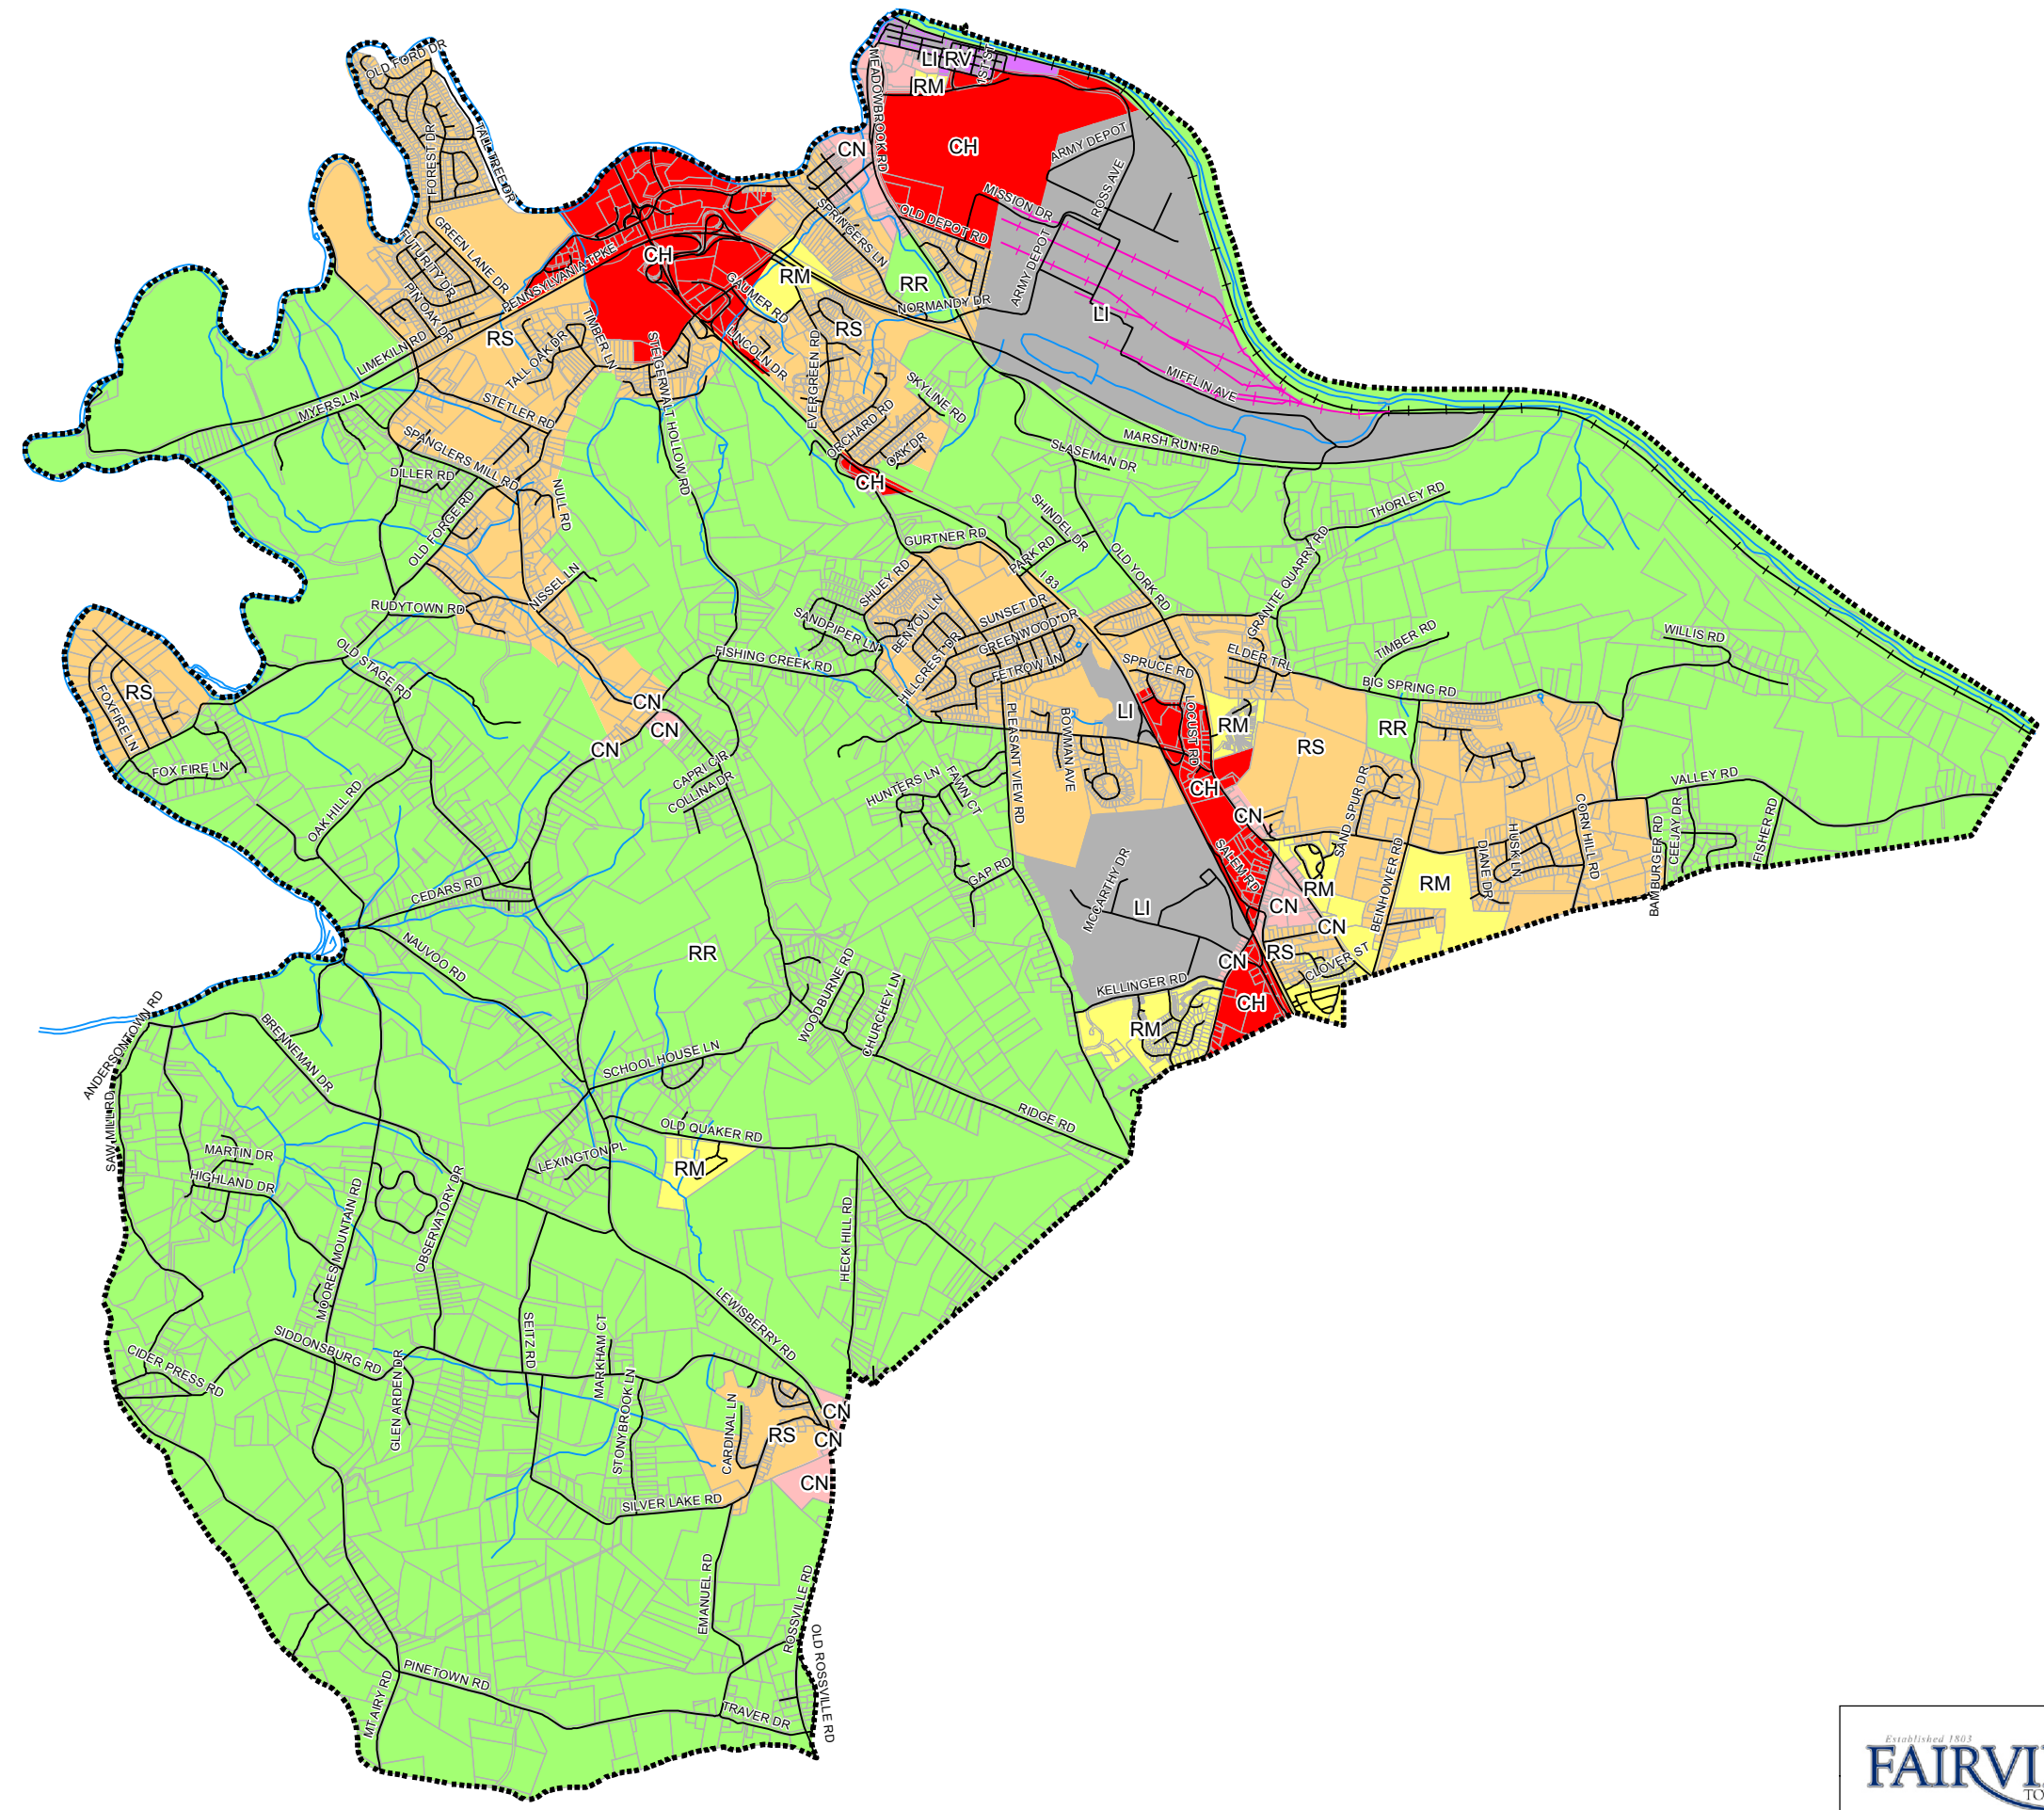 OLD FORD DR
FOREST DR
TALL TREE DR
MEADOWBROOK RD
LI
RV
1ST ST
RM
CH
CN
ARMY DEPOT
ROSS AVE
MISSION DR
OLD DEPOT RD
SPRINGERS LN
ARMY DEPOT
GREEN LANE DR
FUTURITY DR
PIN OAK DR
PENNSYLVANIA TPKE
CH
RM
RR
GAUMER RD
NORMANDY DR
LI
RS
RS
LIMEKILN RD
TALL OAK DR
TIMBER LN
STEIGERWALT HOLLOW RD
LINCOLN DR
EVERGREEN RD
SKYLINE RD
MIFFLIN AVE
MYERS LN
STETLER RD
SPANGLERS MILL RD
ORCHARD RD
OAK DR
MARSH RUN RD
SLASEMAN DR
DILLER RD
CH
OLD FORGE RD
NULL RD
THORLEY RD
SHINDEL DR
GURTNER RD
PARK RD
I 83
OLD YORK RD
GRANITE QUARRY RD
RUDYTOWN RD
NISSEL LN
SHUEY RD
SANDPIPER LN
BENYOU LN
SUNSET DR
GREENWOOD DR
HILLCREST DR
FETROW LN
TIMBER RD
WILLIS RD
ELDER TRL
SPRUCE RD
BIG SPRING RD
OLD STAGE RD
FISHING CREEK RD
RS
FOXFIRE LN
FOX FIRE LN
CN
CN
CN
PLEASANT VIEW RD
BOWMAN AVE
LI
LOCUST RD
RM
RS
RR
CAPRI CIR
COLLINA DR
HUNTERS LN
FAWN CT
OAK HILL RD
CH
CN
SAND SPUR DR
VALLEY RD
CORN HILL RD
HUSK LN
DIANE DR
BAMBURGER RD
CEEJAY DR
FISHER RD
GAP RD
MCCARTHY DR
SALEM RD
BEINHOWER RD
RM
RM
CEDARS RD
LI
CN
CN
NAUVOO RD
RR
WOODBURNE RD
CHURCHEY LN
CN
RS
CLOVER ST
KELLINGER RD
CH
RM
ANDERSONTOWN RD
BRENNEMAN DR
SCHOOL HOUSE LN
SAW MILL RD
RIDGE RD
OLD QUAKER RD
LEXINGTON PL
RM
MARTIN DR
HIGHLAND DR
MOORES MOUNTAIN RD
OBSERVATORY DR
HECK HILL RD
LEWISBERRY RD
SEITZ RD
MARKHAM CT
SIDDONSBURG RD
CIDER PRESS RD
GLEN ARDEN DR
STONYBROOK LN
CARDINAL LN
RS
CN
CN
CN
SILVER LAKE RD
EMANUEL RD
ROSSVILLE RD
OLD ROSSVILLE RD
PINETOWN RD
MT AIRY RD
TRAVER DR
Established 1803
FAIRVI
TO